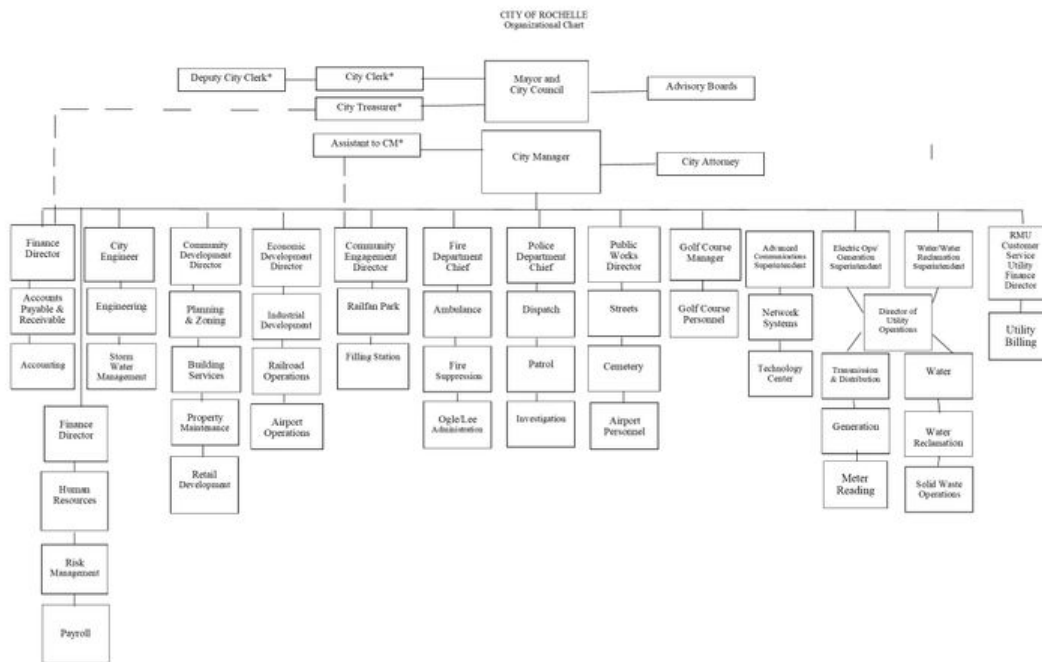 CITY OF ROCHELLE
Organizational Chart
Deputy City Clerk*
City Clerk*
Mayor and
City Council
Advisory Boards
City Treasurer*
Assistant to CM*
City Manager
City Attorney
Finance
Director
City
Engineer
Community
Development
Director
Economic
Development
Director
Community
Engagement
Director
Fire
Department
Chief
Police
Department
Chief
Public
Works
Director
Golf Course
Manager
Advanced
Communications
Superintendent
Electric Ops/
Generation
Superintendent
Water/Water
Reclamation
Superintendent
RMU
Customer
Service
Utility
Finance
Director
Accounts
Payable &
Receivable
Engineering
Planning
& Zoning
Industrial
Development
Railfan Park
Ambulance
Dispatch
Streets
Golf Course
Personnel
Network
Systems
Director of
Utility
Operations
Utility
Billing
Accounting
Storm
Water
Management
Building
Services
Railroad
Operations
Filling Station
Fire
Suppression
Patrol
Cemetery
Technology
Center
Transmission
& Distribution
Water
Finance
Director
Property
Maintenance
Airport
Operations
Ogle/Lee
Administration
Investigation
Airport
Personnel
Generation
Water
Reclamation
Human
Resources
Retail
Development
Meter
Reading
Solid Waste
Operations
Risk
Management
Payroll